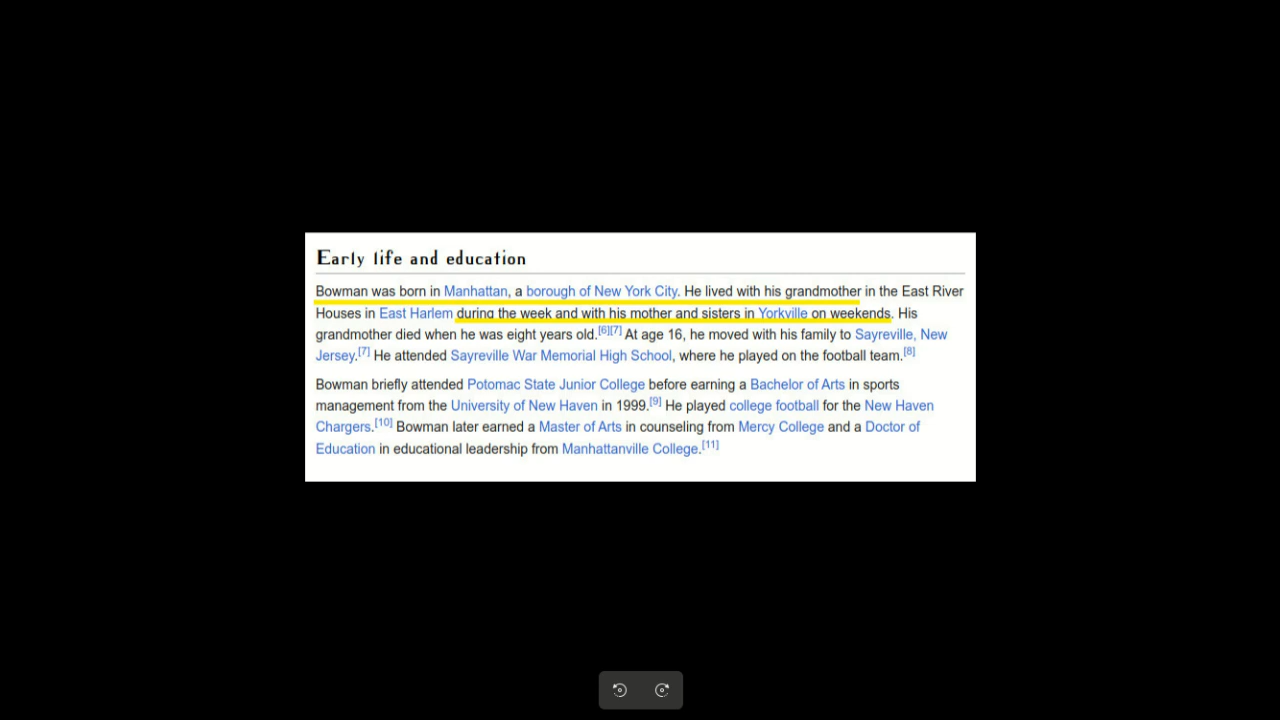 Early life and education
Bowman was born in Manhattan, a borough of New York City. He lived with his grandmother in the East River
Houses in East Harlem during the week and with his mother and sisters in Yorkville on weekends. His
grandmother died when he was eight years old.[6][7] At age 16, he moved with his family to Sayreville, New
Jersey.[7] He attended Sayreville War Memorial High School, where he played on the football team.[8]
Bowman briefly attended Potomac State Junior College before earning a Bachelor of Arts in sports
management from the University of New Haven in 1999.[9] He played college football for the New Haven
Chargers.[10] Bowman later earned a Master of Arts in counseling from Mercy College and a Doctor of
Education in educational leadership from Manhattanville College.[11]